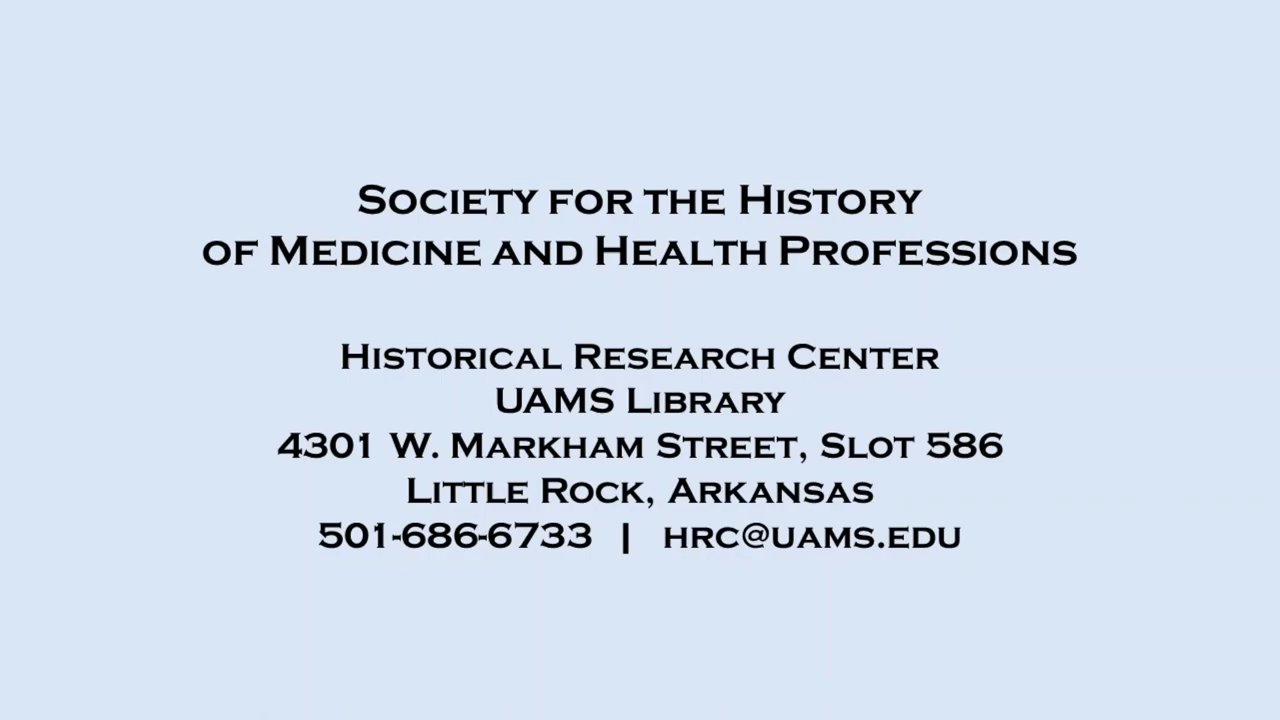 Society for the History
of Medicine and Health Professions
Historical Research Center
UAMS Library
4301 W. Markham Street, Slot 586
Little Rock, Arkansas
501-686-6733 | hrc@uams.edu